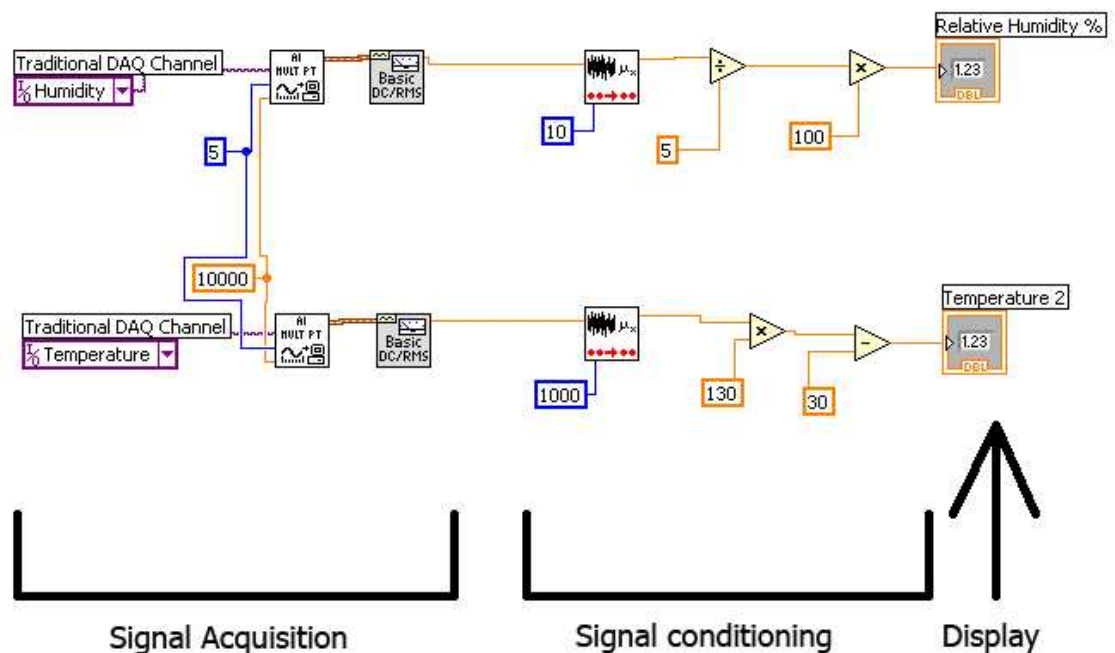 Relative Humidity %
Traditional DAQ Channel
I/O Humidity
AI
MULT PT
Basic
DC/RMS
μx
÷
×
1.23
DBL
10
5
5
100
10000
Traditional DAQ Channel
I/O Temperature
AI
MULT PT
Basic
DC/RMS
μx
×
−
Temperature 2
1.23
DBL
1000
130
30
Signal Acquisition
Signal conditioning
Display